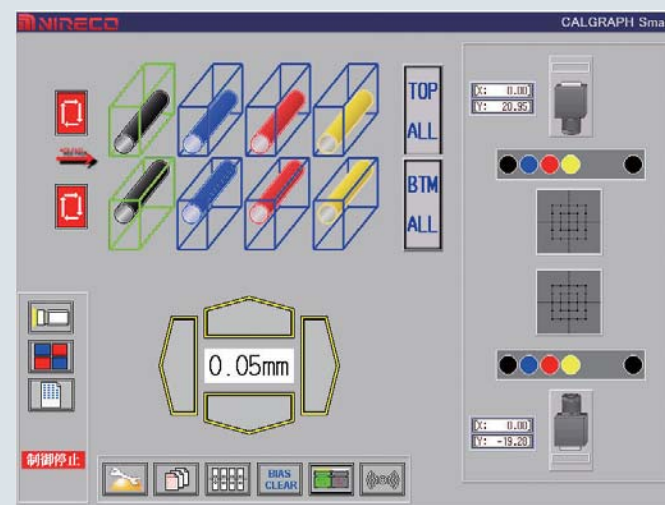 NIRECO
CALGRAPH Sma
TOP
ALL
BTM
ALL
X: 0.00
Y: 20.95
0.05mm
X: 0.00
Y: -19.20
制御停止
BIAS
CLEAR